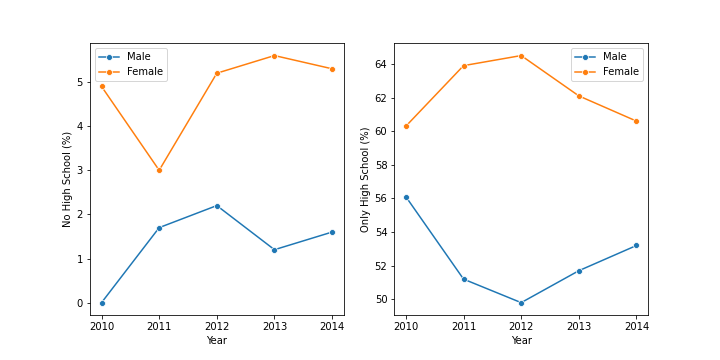 Male
Female
No High School (%)
5
4
3
2
1
0
2010 2011 2012 2013 2014
Year
Male
Female
Only High School (%)
64
62
60
58
56
54
52
50
2010 2011 2012 2013 2014
Year